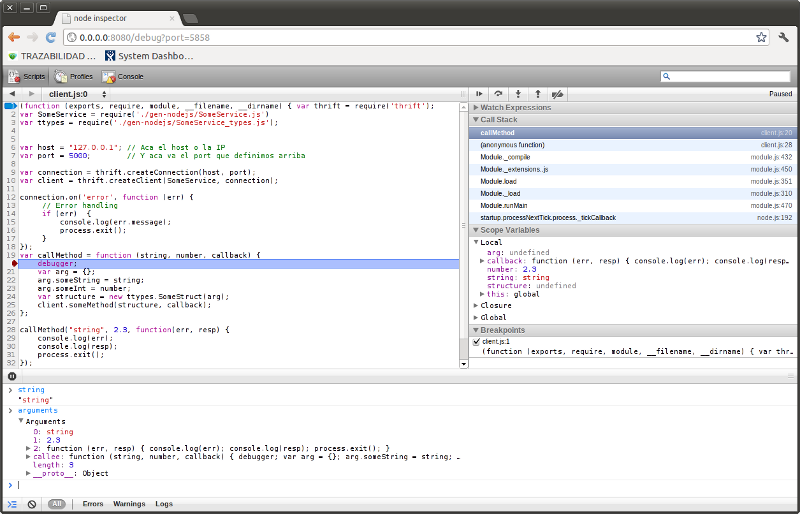 node inspector
0.0.0.0:8080/debug?port=5858
TRAZABILIDAD ...
System Dashbo...
Scripts
Profiles
Console
client.js:0
Paused
(function (exports, require, module, __filename, __dirname) { var thrift = require('thrift');
2 var SomeService = require('./gen-nodejs/SomeService.js')
3 var ttypes = require('./gen-nodejs/SomeService_types.js');
4
5
6 var host = "127.0.0.1"; // Aca el host o la IP
7 var port = 5000; // Y aca va el port que definimos arriba
8
9 var connection = thrift.createConnection(host, port);
10 var client = thrift.createClient(SomeService, connection);
11
12 connection.on('error', function (err) {
13 // Error handling
14 if (err) {
15 console.log(err.message);
16 process.exit();
17 }
18 });
19 var callMethod = function (string, number, callback) {
debugger;
21 var arg = {};
22 arg.someString = string;
23 arg.someInt = number;
24 var structure = new ttypes.SomeStruct(arg);
25 client.someMethod(structure, callback);
26 };
27
28 callMethod("string", 2.3, function(err, resp) {
29 console.log(err);
30 console.log(resp);
31 process.exit();
32 });
Watch Expressions
Call Stack
callMethod client.js:20
(anonymous function) client.js:28
Module._compile module.js:432
Module._extensions..js module.js:450
Module.load module.js:351
Module._load module.js:310
Module.runMain module.js:470
startup.processNextTick.process._tickCallback node.js:192
Scope Variables
Local
arg: undefined
callback: function (err, resp) { console.log(err); console.log(resp...
number: 2.3
string: string
structure: undefined
this: global
Closure
Global
Breakpoints
client.js:1
(function (exports, require, module, __filename, __dirname) { var thr...
string
"string"
arguments
Arguments
0: string
1: 2.3
2: function (err, resp) { console.log(err); console.log(resp); process.exit(); }
callee: function (string, number, callback) { debugger; var arg = {}; arg.someString = string; …
length: 3
__proto__: Object
All
Errors
Warnings
Logs